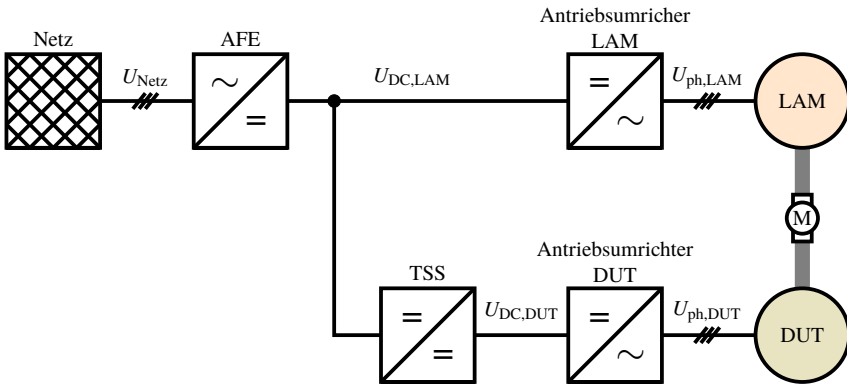 Netz
AFE
Antriebsumricher
LAM
U_Netz
U_DC,LAM
U_ph,LAM
∼
=
=
∼
LAM
M
Antriebsumrichter
TSS
DUT
U_DC,DUT
U_ph,DUT
=
=
=
∼
DUT